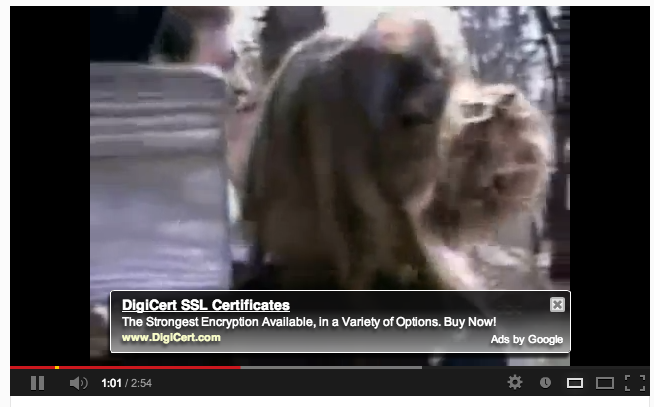 DigiCert SSL Certificates
The Strongest Encryption Available, in a Variety of Options. Buy Now!
www.DigiCert.com
Ads by Google
1:01 / 2:54